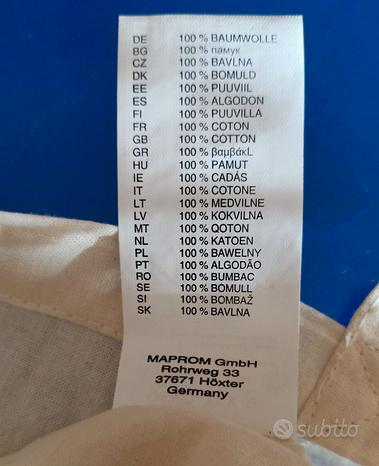 DE 100 % BAUMWOLLE
BG 100 % памук
CZ 100 % BAVLNA
DK 100 % BOMULD
EE 100 % PUUVIIL
ES 100 % ALGODON
FI 100 % PUUVILLA
FR 100 % COTON
GB 100 % COTTON
GR 100 % βαμβάκL
HU 100 % PAMUT
IE 100 % CADÁS
IT 100 % COTONE
LT 100 % MEDVILNE
LV 100 % KOKVILNA
MT 100 % QOTON
NL 100 % KATOEN
PL 100 % BAWELNY
PT 100 % ALGODÃO
RO 100 % BUMBAC
SE 100 % BOMULL
SI 100 % BOMBAŽ
SK 100 % BAVLNA
MAPROM GmbH
Rohrweg 33
37671 Höxter
Germany
subito